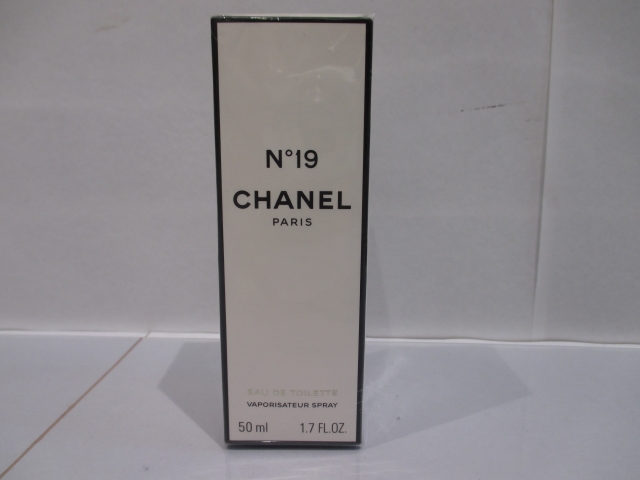 N°19
CHANEL
PARIS
EAU DE TOILETTE
VAPORISATEUR SPRAY
50 ml 1.7 FL.OZ.